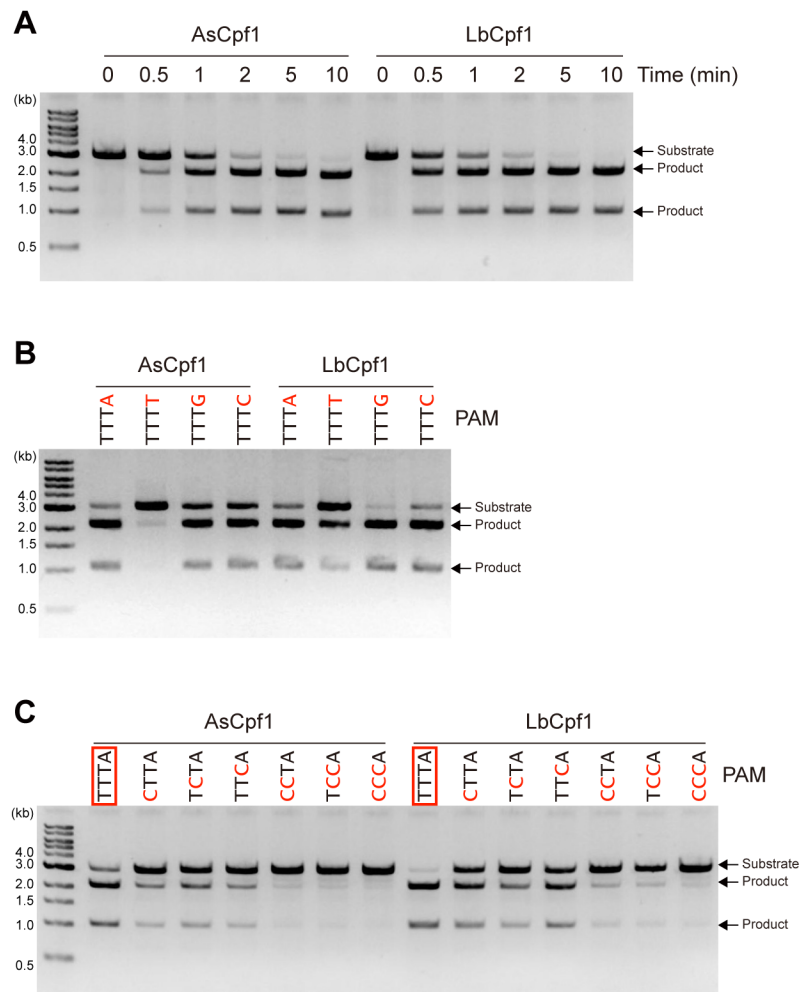 A
AsCpf1 LbCpf1
0 0.5 1 2 5 10 0 0.5 1 2 5 10 Time (min)
(kb)
4.0
3.0
2.0
1.5
1.0
0.5
Substrate
Product
Product
B
AsCpf1 LbCpf1
TTTA TTTT TTTG TTTC TTTA TTTT TTTG TTTC PAM
(kb)
4.0
3.0
2.0
1.5
1.0
0.5
Substrate
Product
Product
C
AsCpf1 LbCpf1
TTTA CTTA TCTA TTCA CCTA TCCA CCCA TTTA CTTA TCTA TTCA CCTA TCCA CCCA PAM
(kb)
4.0
3.0
2.0
1.5
1.0
0.5
Substrate
Product
Product